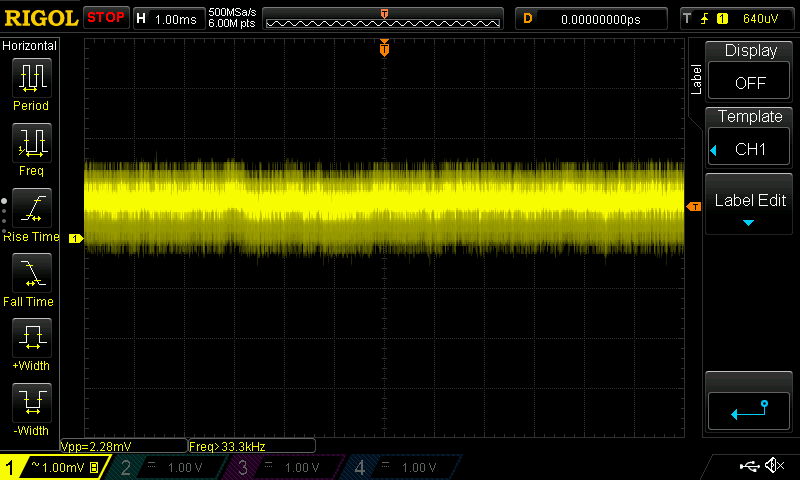 RIGOL STOP H 1.00ms 500MSa/s 6.00M pts T D 0.00000000ps T 1 640uV
Horizontal
Period
Freq
Rise Time
Fall Time
+Width
-Width
T
T
1
Label
Display
OFF
Template
CH1
Label Edit
Vpp=2.28mV Freq>33.3kHz
1 ~ 1.00mV B 2 1.00 V 3 1.00 V 4 1.00 V